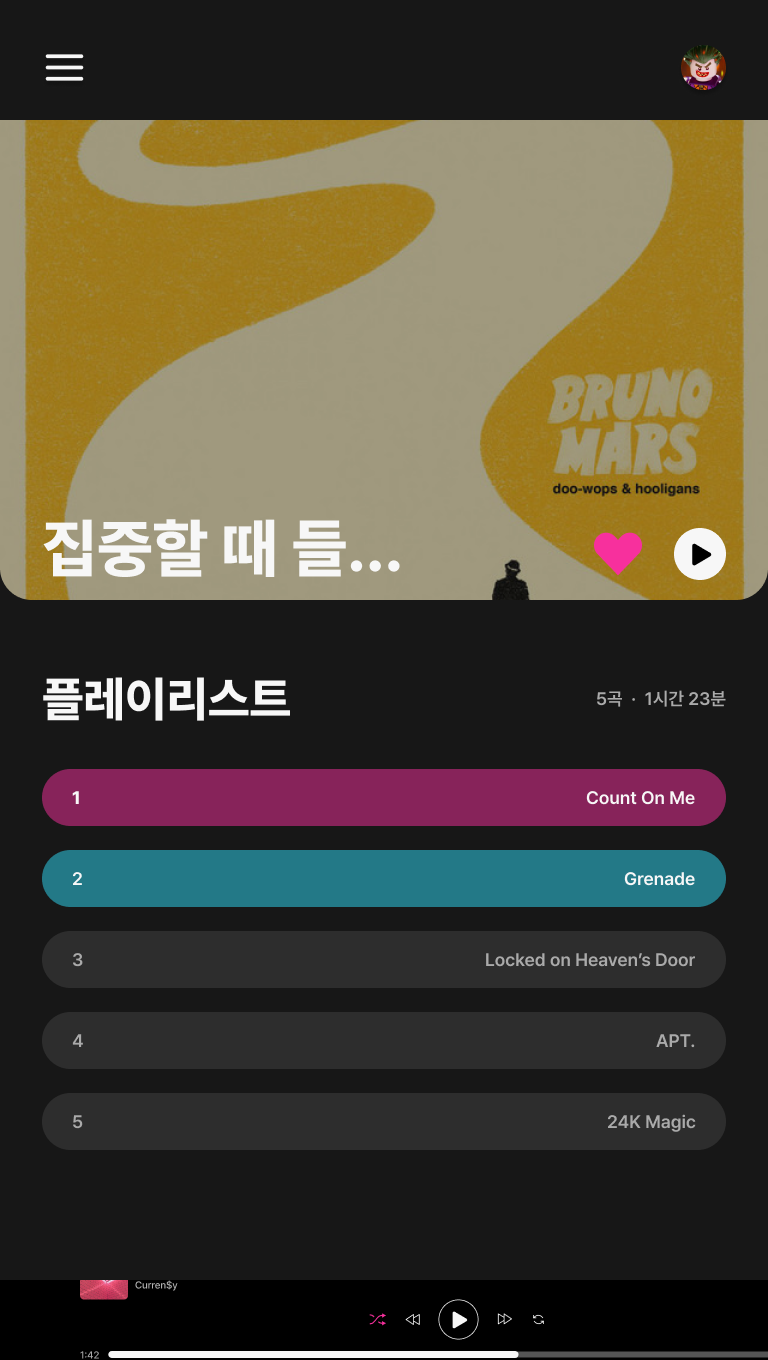 BRUNO
MARS
doo-wops & hooligans
집중할 때 들...
플레이리스트
5곡 · 1시간 23분
1 Count On Me
2 Grenade
3 Locked on Heaven's Door
4 APT.
5 24K Magic
Curren$y
1:42